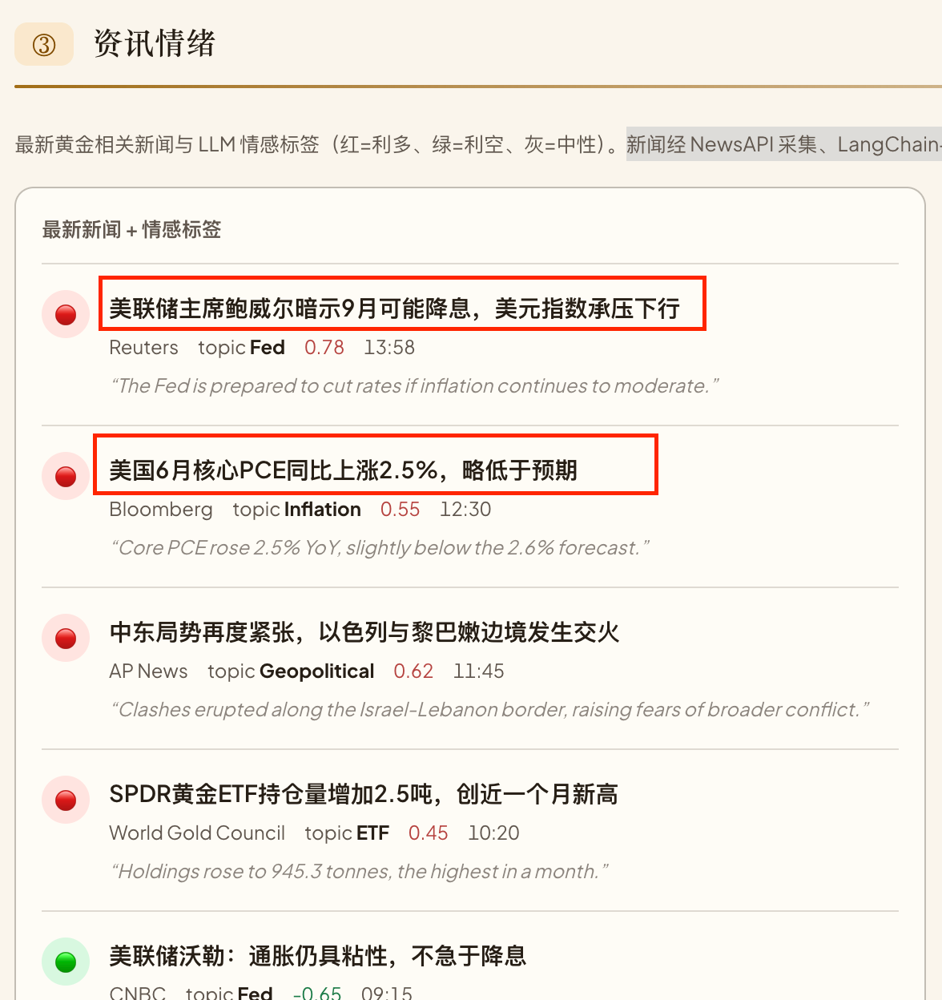 ③ 资讯情绪
最新黄金相关新闻与 LLM 情感标签（红=利多、绿=利空、灰=中性）。新闻经 NewsAPI 采集、LangChain-
最新新闻 + 情感标签
美联储主席鲍威尔暗示9月可能降息，美元指数承压下行
Reuters topic Fed 0.78 13:58
“The Fed is prepared to cut rates if inflation continues to moderate.”
美国6月核心PCE同比上涨2.5%，略低于预期
Bloomberg topic Inflation 0.55 12:30
“Core PCE rose 2.5% YoY, slightly below the 2.6% forecast.”
中东局势再度紧张，以色列与黎巴嫩边境发生交火
AP News topic Geopolitical 0.62 11:45
“Clashes erupted along the Israel-Lebanon border, raising fears of broader conflict.”
SPDR黄金ETF持仓量增加2.5吨，创近一个月新高
World Gold Council topic ETF 0.45 10:20
“Holdings rose to 945.3 tonnes, the highest in a month.”
美联储沃勒：通胀仍具粘性，不急于降息
CNBC topic Fed -0.65 09:15